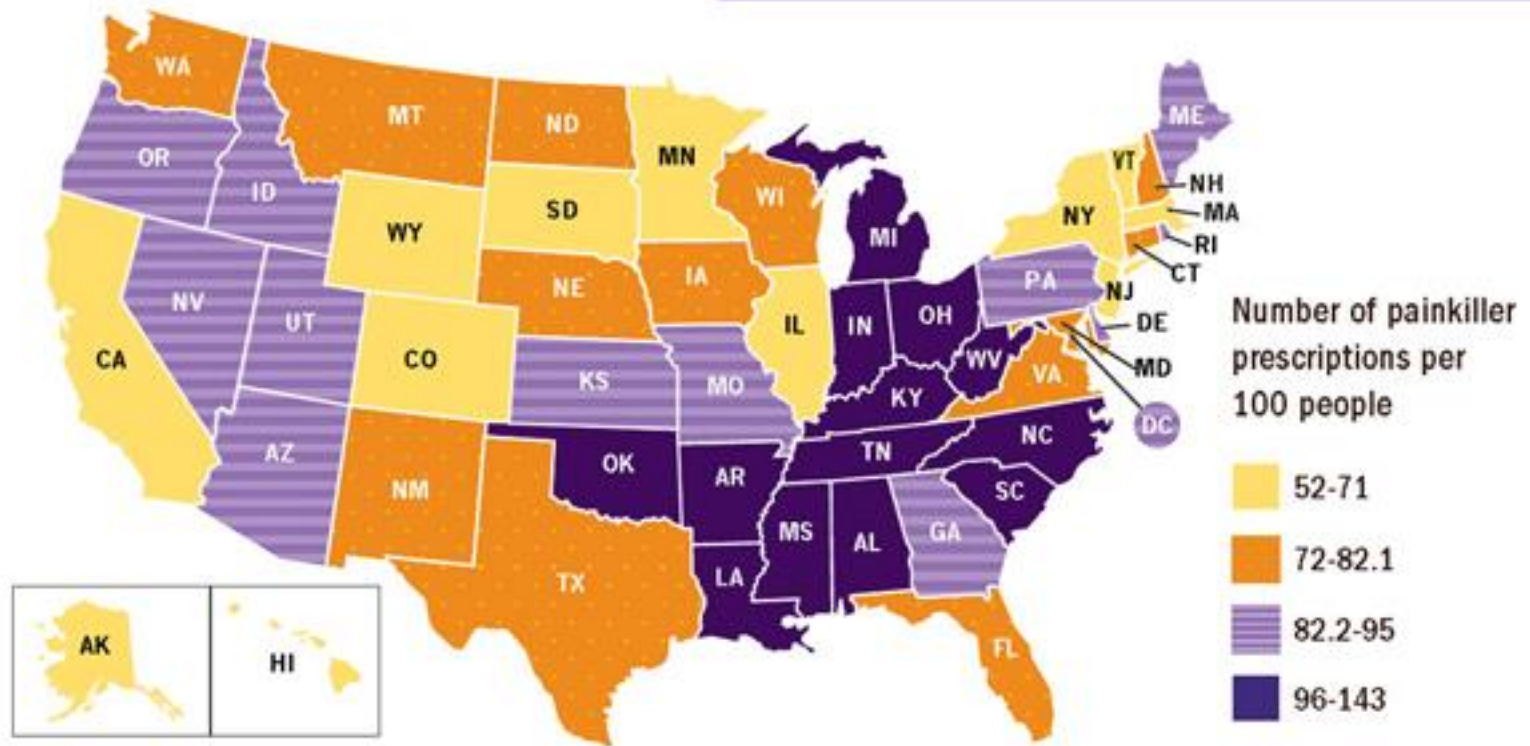 WA
MT
ND
MN
OR
ID
WY
SD
WI
MI
NY
VT
ME
NH
MA
RI
CT
NV
UT
CO
NE
IA
IL
IN
OH
PA
NJ
DE
MD
CA
AZ
NM
KS
MO
KY
WV
VA
DC
OK
AR
TN
NC
SC
TX
LA
MS
AL
GA
FL
AK
HI
Number of painkiller
prescriptions per
100 people
52-71
72-82.1
82.2-95
96-143